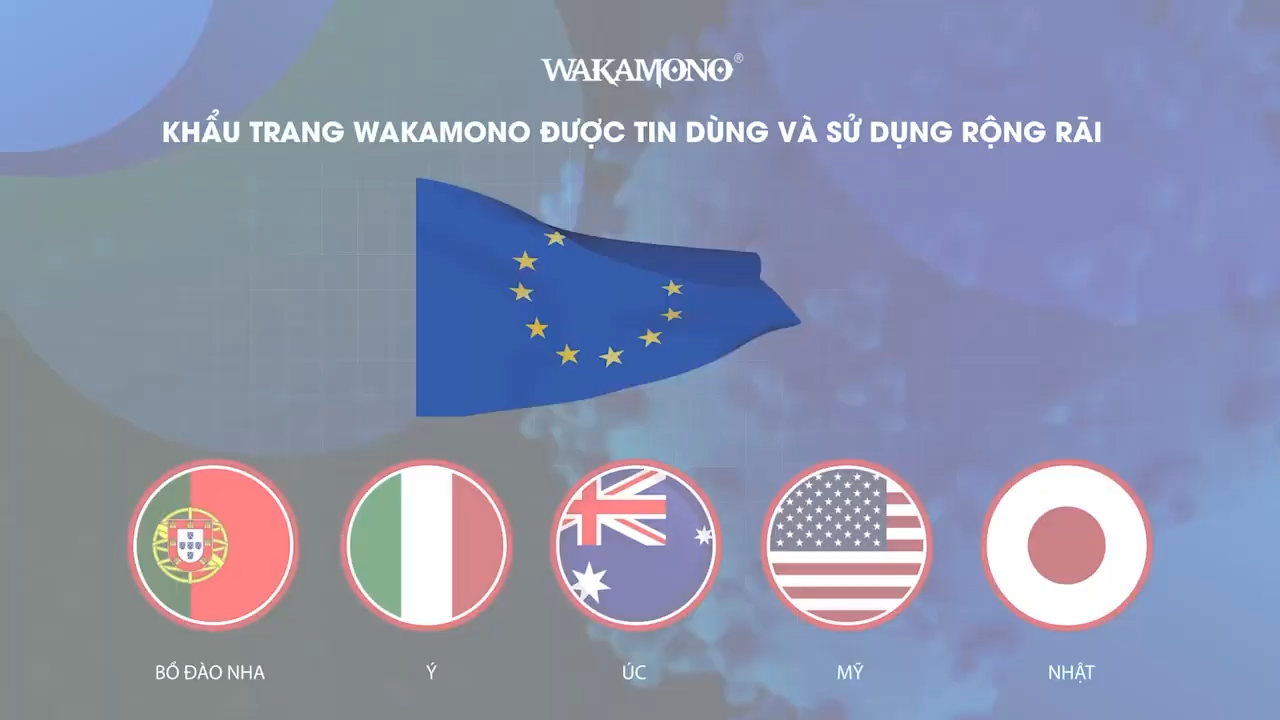 WAKAMONO®
KHẨU TRANG WAKAMONO ĐƯỢC TIN DÙNG VÀ SỬ DỤNG RỘNG RÃI
BỒ ĐÀO NHA
Ý
ÚC
MỸ
NHẬT